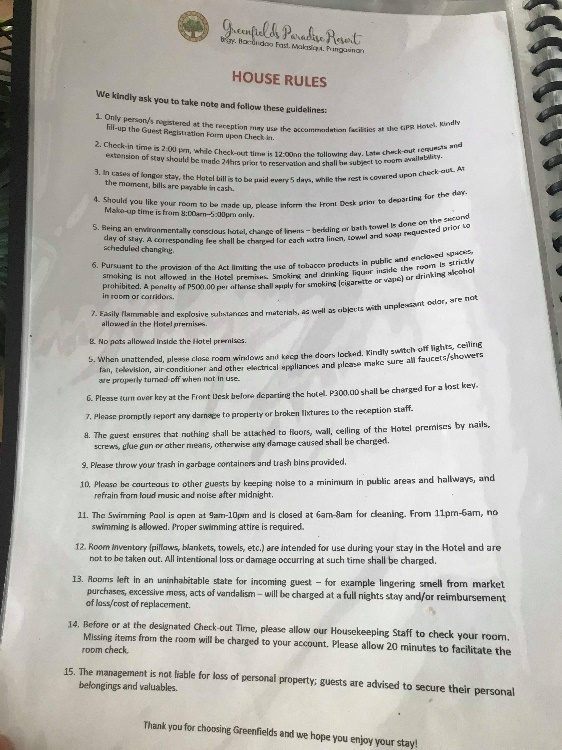 Greenfields Paradise Resort
Brgy. Bacundao East, Malasiqui, Pangasinan
HOUSE RULES
We kindly ask you to take note and follow these guidelines:
1. Only person/s registered at the reception may use the accommodation facilities at the GPR Hotel. Kindly
fill-up the Guest Registration Form upon Check-in.
2. Check-in time is 2:00 pm, while Check-out time is 12:00nn the following day. Late check-out requests and
extension of stay should be made 24hrs prior to reservation and shall be subject to room availability.
3. In cases of longer stay, the Hotel bill is to be paid every 5 days, while the rest is covered upon check-out. At
the moment, bills are payable in cash.
4. Should you like your room to be made up, please inform the Front Desk prior to departing for the day.
Make-up time is from 8:00am–5:00pm only.
5. Being an environmentally conscious hotel, change of linens – bedding or bath towel is done on the second
day of stay. A corresponding fee shall be charged for each extra linen, towel and soap requested prior to
scheduled changing.
6. Pursuant to the provision of the Act limiting the use of tobacco products in public and enclosed spaces,
smoking is not allowed in the Hotel premises. Smoking and drinking liquor inside the room is strictly
prohibited. A penalty of P500.00 per offense shall apply for smoking (cigarette or vape) or drinking alcohol
in room or corridors.
7. Easily flammable and explosive substances and materials, as well as objects with unpleasant odor, are not
allowed in the Hotel premises.
8. No pets allowed inside the Hotel premises.
5. When unattended, please close room windows and keep the doors locked. Kindly switch-off lights, ceiling
fan, television, air-conditioner and other electrical appliances and please make sure all faucets/showers
are properly turned off when not in use.
6. Please turn over key at the Front Desk before departing the hotel. P300.00 shall be charged for a lost key.
7. Please promptly report any damage to property or broken fixtures to the reception staff.
8. The guest ensures that nothing shall be attached to floors, wall, ceiling of the Hotel premises by nails,
screws, glue gun or other means, otherwise any damage caused shall be charged.
9. Please throw your trash in garbage containers and trash bins provided.
10. Please be courteous to other guests by keeping noise to a minimum in public areas and hallways, and
refrain from loud music and noise after midnight.
11. The Swimming Pool is open at 9am-10pm and is closed at 6am-8am for cleaning. From 11pm-6am, no
swimming is allowed. Proper swimming attire is required.
12. Room Inventory (pillows, blankets, towels, etc.) are intended for use during your stay in the Hotel and are
not to be taken out. All intentional loss or damage occurring at such time shall be charged.
13. Rooms left in an uninhabitable state for incoming guest – for example lingering smell from market
purchases, excessive mess, acts of vandalism – will be charged at a full nights stay and/or reimbursement
of loss/cost of replacement.
14. Before or at the designated Check-out Time, please allow our Housekeeping Staff to check your room.
Missing items from the room will be charged to your account. Please allow 20 minutes to facilitate the
room check.
15. The management is not liable for loss of personal property; guests are advised to secure their personal
belongings and valuables.
Thank you for choosing Greenfields and we hope you enjoy your stay!